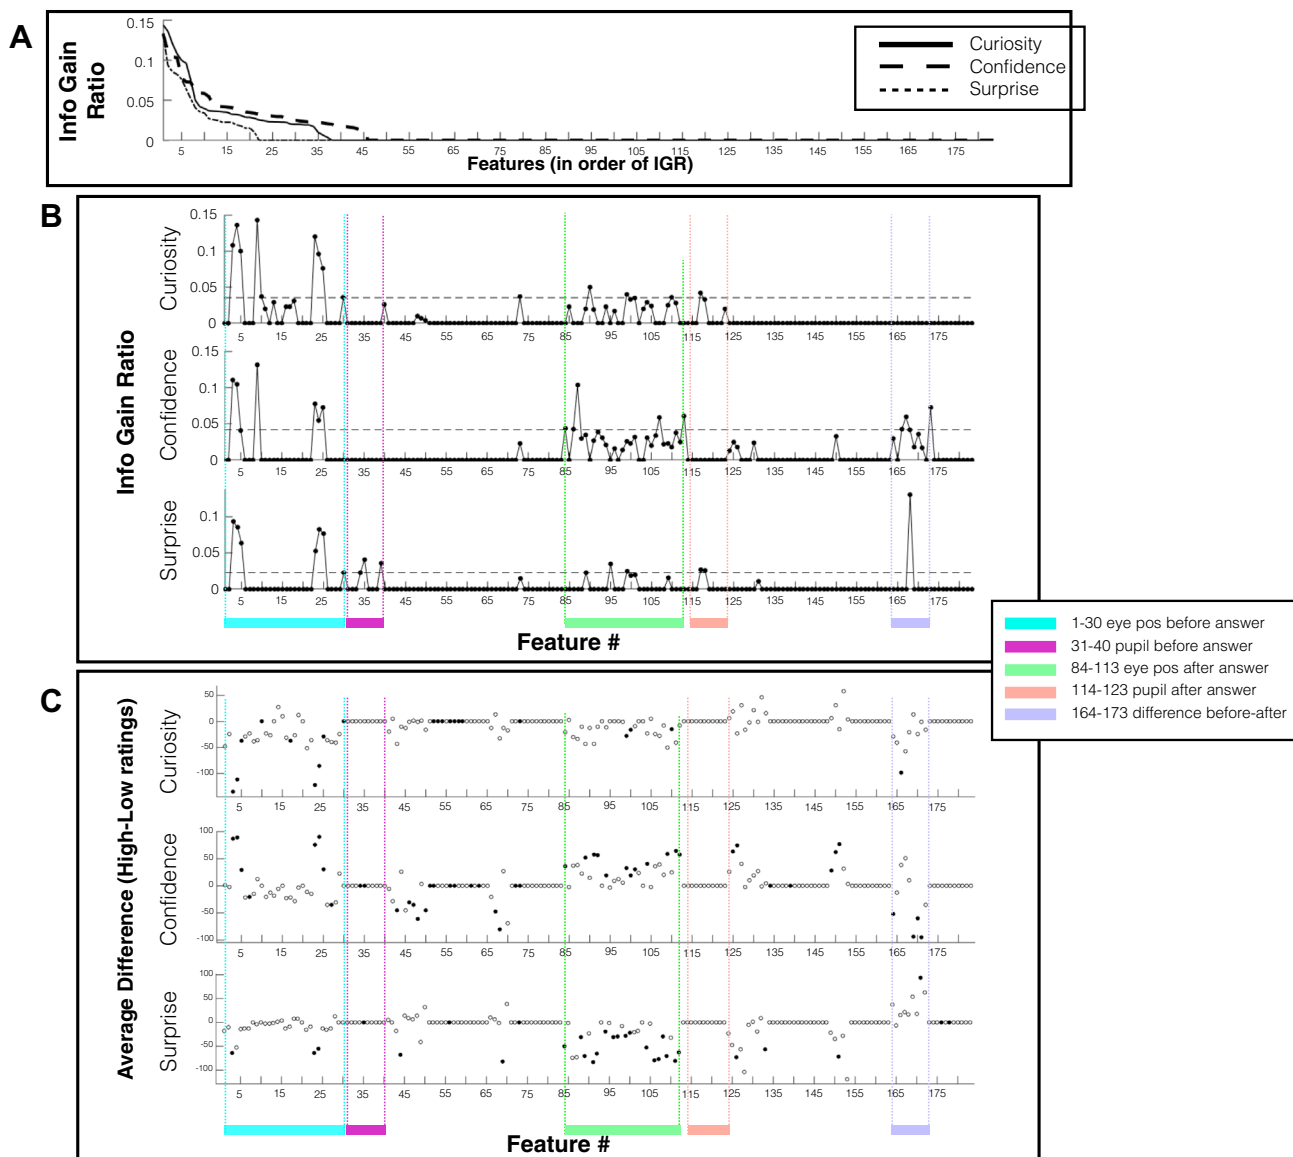 A
Info Gain
Ratio
0.15
0.1
0.05
0
5 15 25 35 45 55 65 75 85 95 105 115 125 135 145 155 165 175
Features (in order of IGR)
Curiosity
Confidence
Surprise
B
Info Gain Ratio
Curiosity
0.15
0.1
0.05
0
5 15 25 35 45 55 65 75 85 95 105 115 125 135 145 155 165 175
Confidence
0.15
0.1
0.05
0
5 15 25 35 45 55 65 75 85 95 105 115 125 135 145 155 165 175
Surprise
0.1
0.05
0
5 15 25 35 45 55 65 75 85 95 105 115 125 135 145 155 165 175
Feature #
1-30 eye pos before answer
31-40 pupil before answer
84-113 eye pos after answer
114-123 pupil after answer
164-173 difference before-after
C
Average Difference (High-Low ratings)
Curiosity
50
0
-50
-100
5 15 25 35 45 55 65 75 85 95 105 115 125 135 145 155 165 175
Confidence
100
50
0
-50
-100
5 15 25 35 45 55 65 75 85 95 105 115 125 135 145 155 165 175
Surprise
100
50
0
-50
-100
5 15 25 35 45 55 65 75 85 95 105 115 125 135 145 155 165 175
Feature #